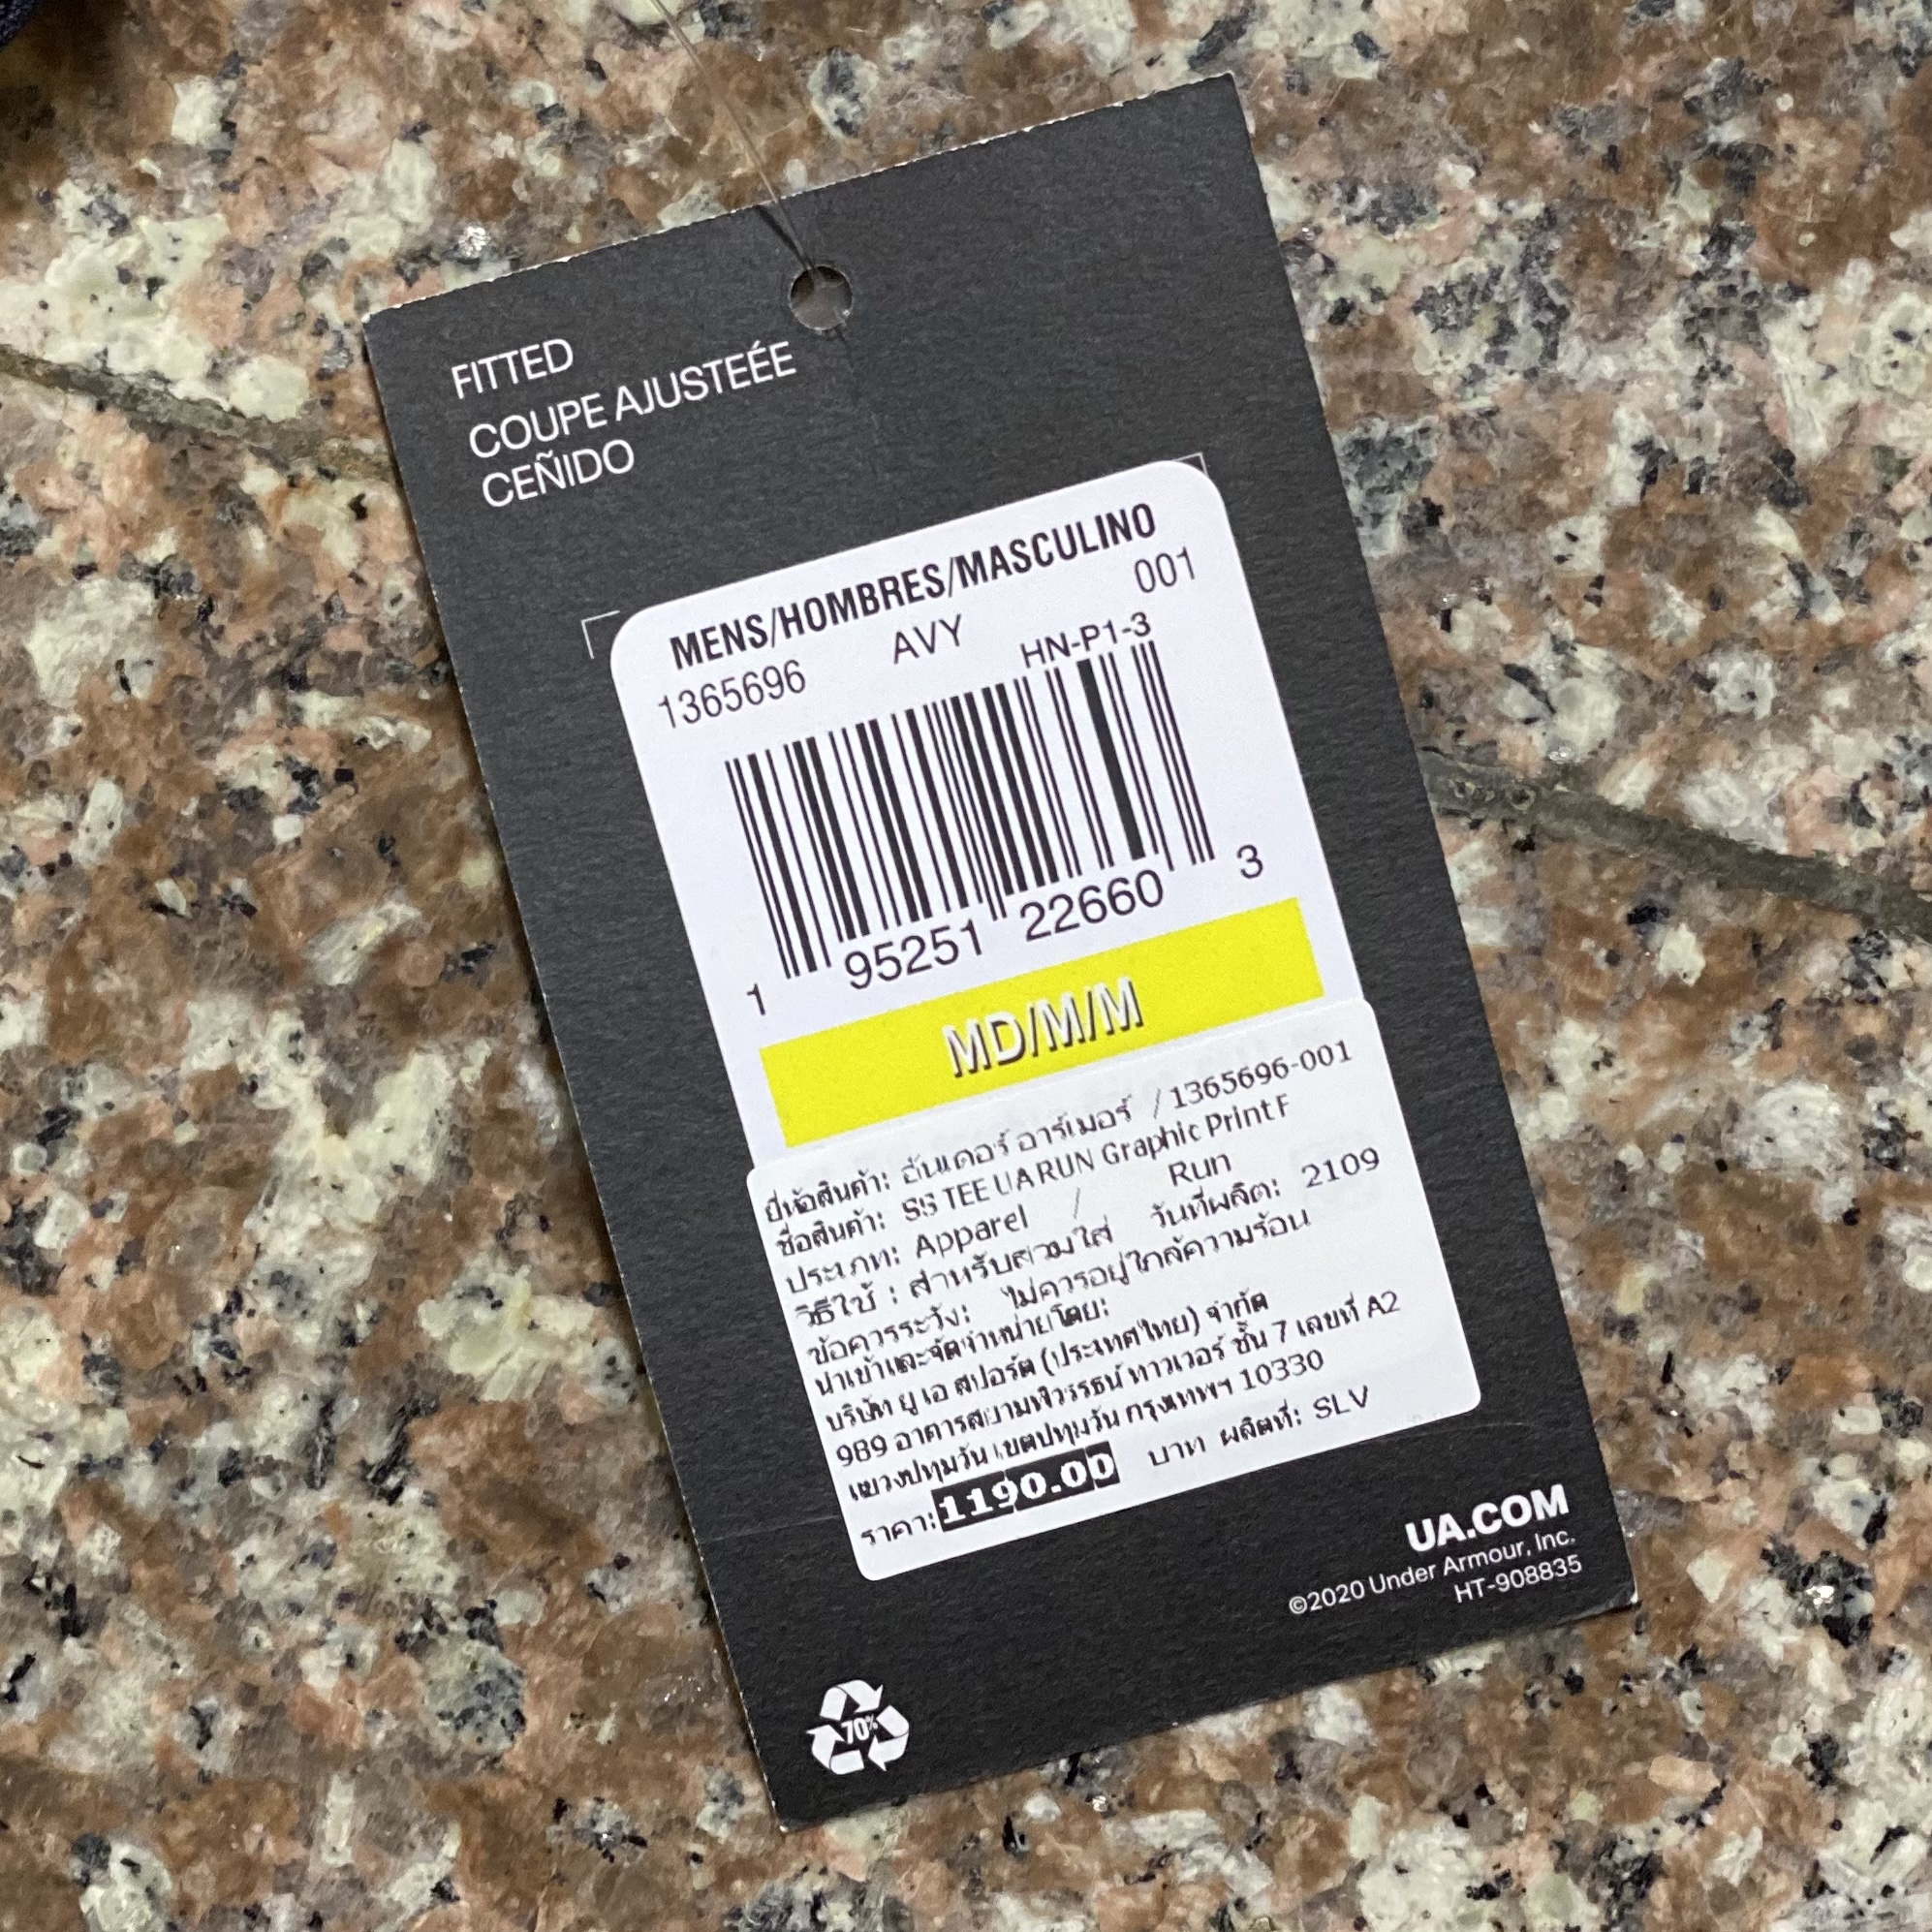 FITTED
COUPE AJUSTEÉE
CEÑIDO
MENS/HOMBRES/MASCULINO
1365696 AVY 001
HN-P1-3
1 95251 22660 3
MD/M/M
ยี่ห้อสินค้า: อันเดอร์ อาร์เมอร์ / 1365696-001
ชื่อสินค้า: SS TEE UA RUN Graphic Print F
ประเภท: Apparel / Run
วิธีใช้ : สำหรับสวมใส่ วันที่ผลิต: 2109
ข้อควรระวัง: ไม่ควรอยู่ใกล้ความร้อน
นำเข้าและจัดจำหน่ายโดย:
บริษัท ยู เอ สปอร์ต (ประเทศไทย) จำกัด
989 อาคารสยามพิวรรธน์ ทาวเวอร์ ชั้น 7 เลขที่ A2
แขวงปทุมวัน เขตปทุมวัน กรุงเทพฯ 10330
ราคา: 1190.00 บาท ผลิตที่: SLV
UA.COM
©2020 Under Armour, Inc.
HT-908835
70%